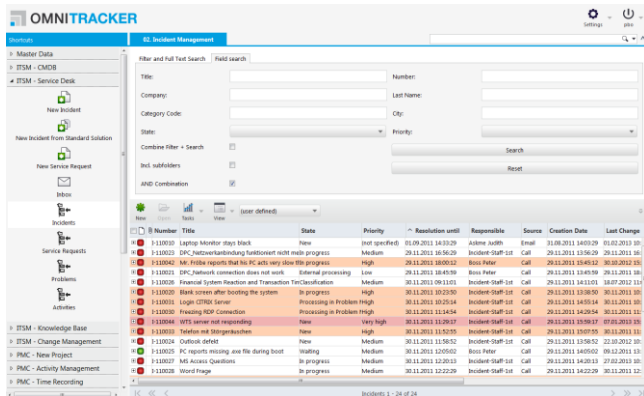 OMNITRACKER
Settings
Shortcuts
02. Incident Management
Master Data
ITSM - CMDB
ITSM - Service Desk
New Incident
New Incident from Standard Solution
New Service Request
Inbox
Incidents
Service Requests
Problems
Activities
ITSM - Knowledge Base
ITSM - Change Management
PMC - New Project
PMC - Activity Management
PMC - Time Recording
Filter and Full Text Search Field search
Title: Number:
Company: Last Name:
Category Code: City:
State: Priority:
Combine Filter + Search Search
Incl. subfolders Reset
AND Combination
New Open Tasks View (user defined)
Number Title State Priority Resolution until Responsible Source Creation Date Last Change
I-110010 Laptop Monitor stays black New (not specified) 01.09.2011 14:03:29 Askme Judith Email 31.08.2011 14:03:29 01.02.2013 10:
I-110023 DPC_Netzwerkanbindung funktioniert nicht me In progress Medium 29.11.2011 16:56:29 Incident-Staff-1st Call 29.11.2011 13:56:29 29.11.2011
I-110042 Mr. Fribe reports that his PC acts very slow th In progress High 29.11.2011 18:00:12 Boss Peter Call 29.11.2011 15:45:12 30.10.2012
I-110021 DPC_Network connection does not work External processing Low 29.11.2011 18:45:59 Boss Peter Call 29.11.2011 13:45:59 29.11.2011
I-110026 Financial System Reaction and Transaction Tim Classification Medium 30.11.2011 09:11:01 Incident-Staff-1st Call 29.11.2011 14:11:01 18.07.2012
I-110020 Blank screen after booting the system In progress High 30.11.2011 10:23:50 Incident-Staff-1st Call 29.11.2011 13:38:50 30.11.2011
I-110031 Login CITRIX Server Processing in Problem M High 30.11.2011 10:25:14 Incident-Staff-1st Call 29.11.2011 14:55:14 30.11.2011
I-110030 Freezing RDP Connection Processing in Problem M High 30.11.2011 11:14:54 Incident-Staff-1st Call 29.11.2011 14:29:54 30.11.2011
I-110044 WTS server not responding New Very high 30.11.2011 11:29:17 Incident-Staff-1st Call 29.11.2011 15:59:17 07.01.2013
I-110033 Telefon mit Störgeräuschen New High 30.11.2011 11:52:55 Incident-Staff-1st Call 29.11.2011 15:07:55 30.11.2011
I-110024 Outlook defekt New Medium 30.11.2011 11:58:52 Incident-Staff-1st Call 29.11.2011 13:58:52 22.10.2012
I-110025 PC reports missing .exe file during boot Waiting Medium 30.11.2011 12:05:02 Boss Peter Call 29.11.2011 14:05:02 09.12.2011
I-110027 MS Access Questions In progress Medium 30.11.2011 12:20:13 Incident-Staff-1st Call 29.11.2011 14:20:13 27.02.2013
I-110028 Word Frage In progress Medium 30.11.2011 12:22:29 Incident-Staff-1st Call 29.11.2011 14:22:29 30.11.2011
Incidents 1 - 24 of 24